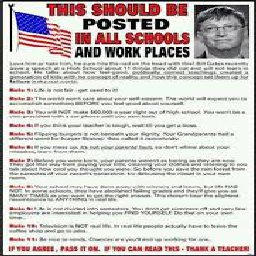 THIS SHOULD BE
POSTED
IN ALL SCHOOLS
AND WORK PLACES
Love him or hate him, he sure hits the nail on the head with this! Bill Gates recently
gave a speech at a High School about 11 things they did not and will not learn in
school. He talks about how feel-good, politically correct teachings created a
generation of kids with no concept of reality and how this concept set them up for
failure in the real world.
Rule 1: Life is not fair - get used to it!
Rule 2: The world doesn't care about your self-esteem. The world will expect you to
accomplish something BEFORE you feel good about yourself.
Rule 3: You will NOT make $60,000 a year right out of high school. You won't be a
Rule 4: If you think your teacher is tough, wait till you get a boss.
Rule 5: Flipping burgers is not beneath your dignity. Your Grandparents had a
different word for burger flipping: they called it opportunity.
Rule 6: If you mess up, it's not your parents' fault, so don't whine about your
mistakes, learn from them.
Rule 7: Before you were born, your parents weren't as boring as they are now.
They got that way from paying your bills, cleaning your clothes and listening to you
talk about how cool you thought you were. So before you save the rain forest
from the parasites of your parent's generation, try delousing the closet in your own
room.
Rule 8: Your school may have done away with winners and losers, but life HAS
NOT. In some schools, they have abolished failing grades and they'll give you as
MANY TIMES as you want to get the right answer. This doesn't bear the slightest
resemblance to ANYTHING in real life.
Rule 9: Life is not divided into semesters. You don't get summers off and very few
employers are interested in helping you FIND YOURSELF. Do that on your own
time.
Rule 10: Television is NOT real life. In real life people actually have to leave the
coffee shop and go to jobs.
Rule 11: Be nice to nerds. Chances are you'll end up working for one.
IF YOU AGREE, PASS IT ON. IF YOU CAN READ THIS - THANK A TEACHER!